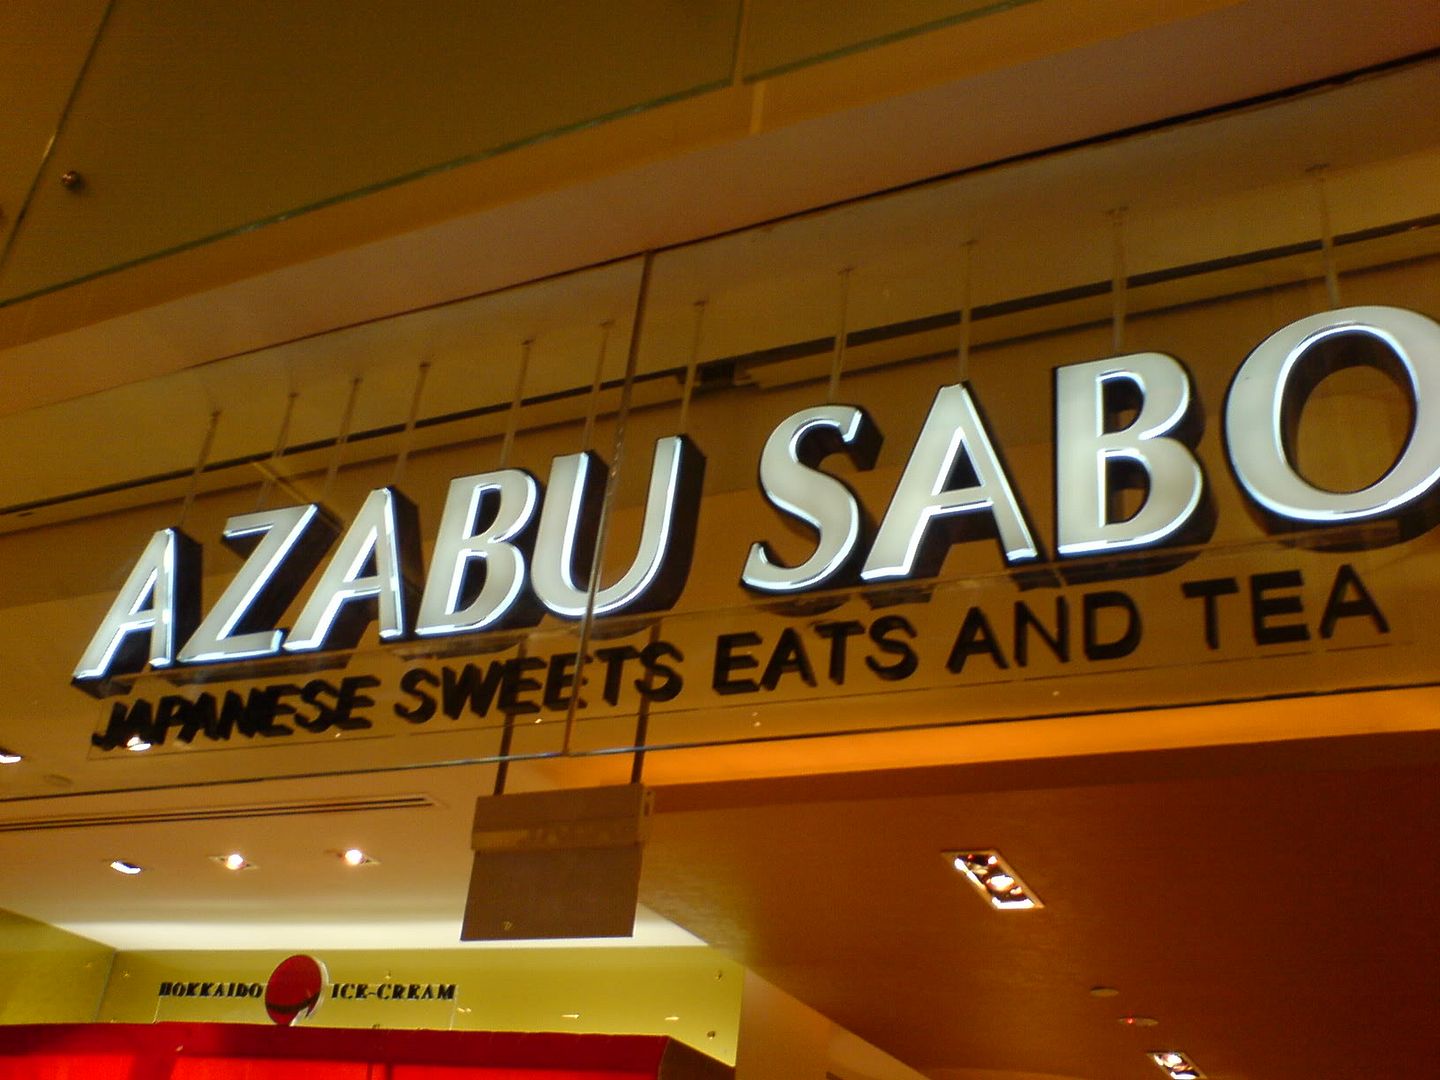 AZABU SABO
JAPANESE SWEETS EATS AND TEA
HOKKAIDO ICE-CREAM